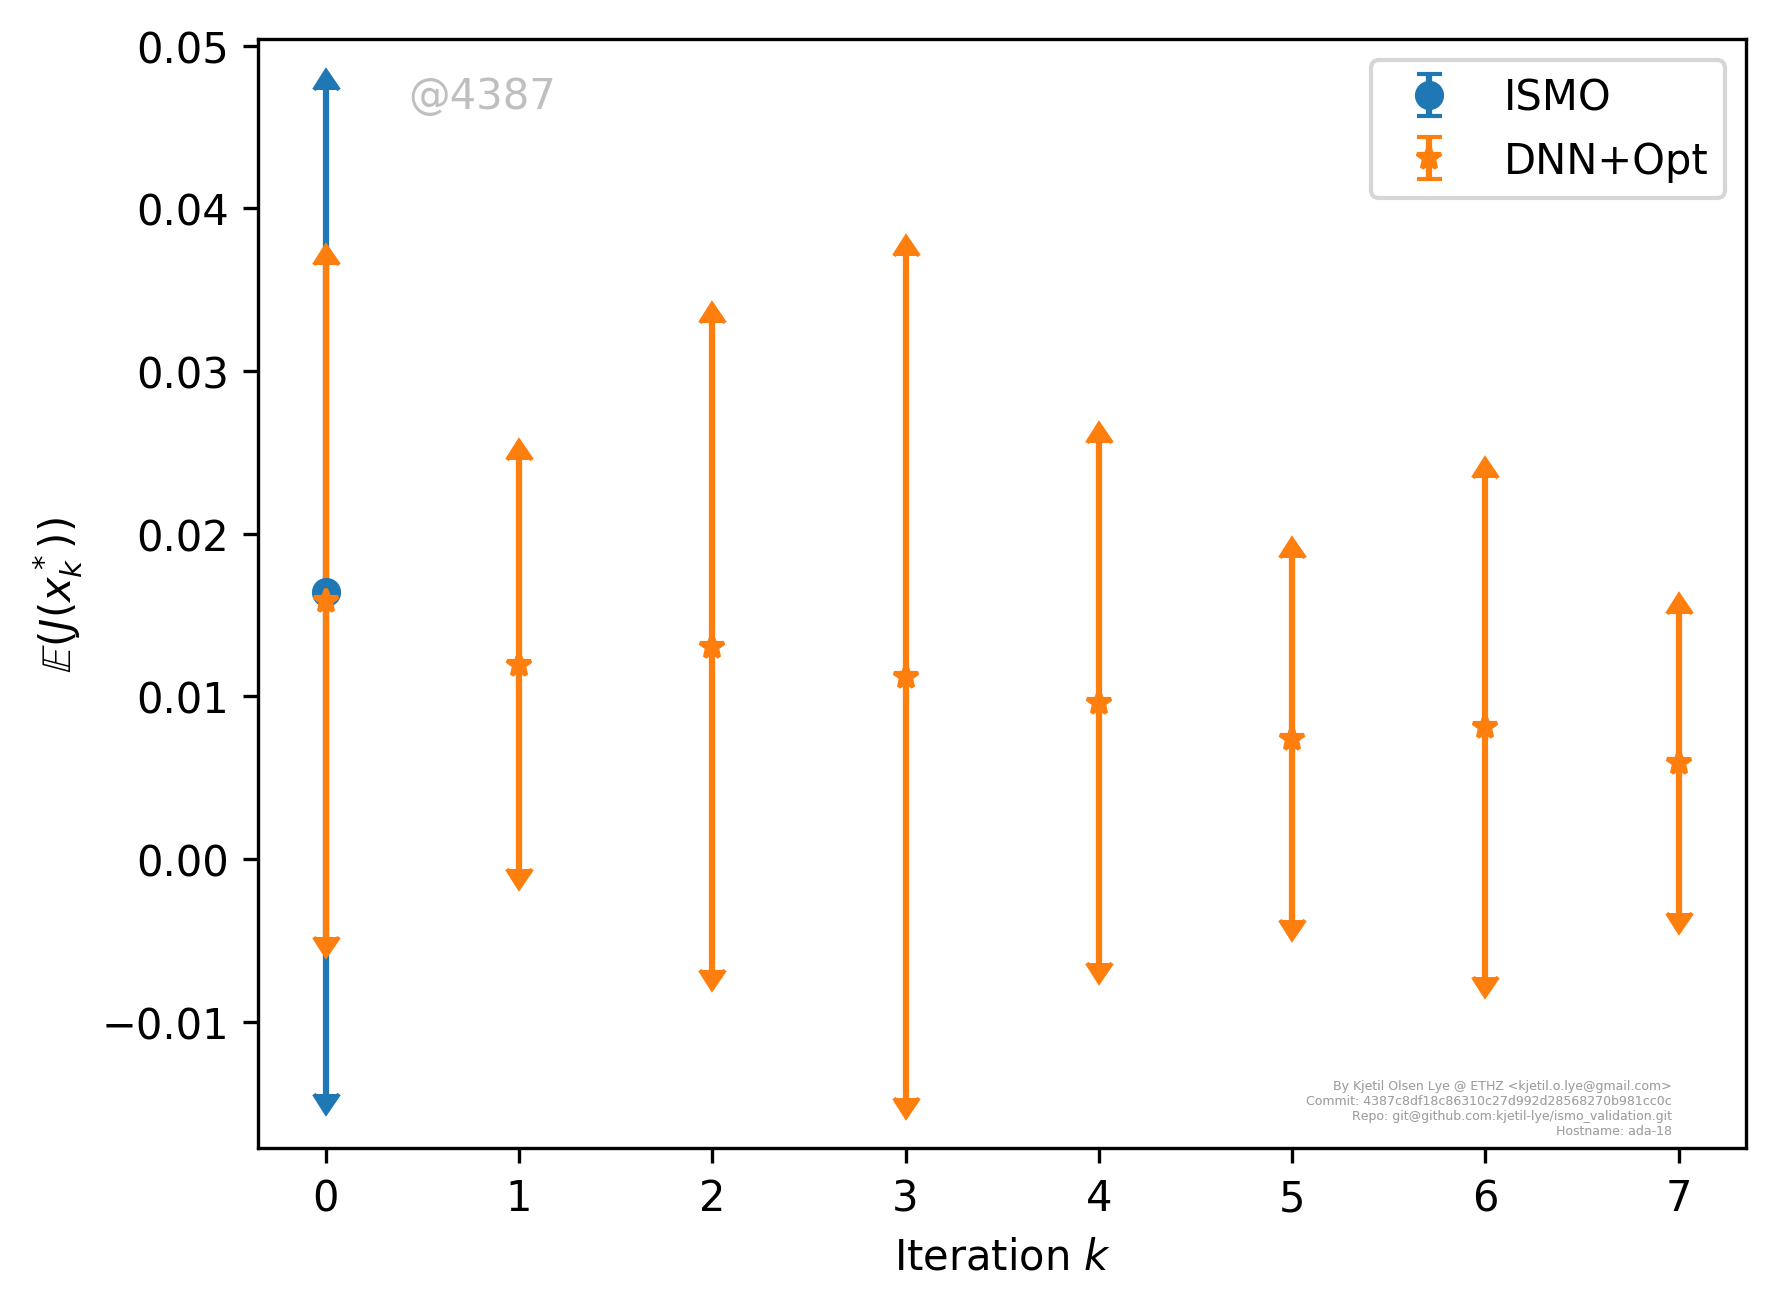 0.05
0.04
0.03
0.02
0.01
0.00
−0.01
𝔼(J(x*k))
@4387
ISMO
DNN+Opt
By Kjetil Olsen Lye @ ETHZ <kjetil.o.lye@gmail.com>
Commit: 4387c8df18c86310c27d992d28568270b981cc0c
Repo: git@github.com:kjetil-lye/ismo_validation.git
Hostname: ada-18
0 1 2 3 4 5 6 7
Iteration k